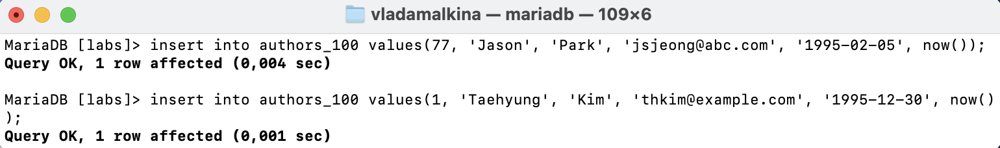 vladamalkina — mariadb — 109×6
MariaDB [labs]> insert into authors_100 values(77, 'Jason', 'Park', 'jsjeong@abc.com', '1995-02-05', now());
Query OK, 1 row affected (0,004 sec)
MariaDB [labs]> insert into authors_100 values(1, 'Taehyung', 'Kim', 'thkim@example.com', '1995-12-30', now()
);
Query OK, 1 row affected (0,001 sec)